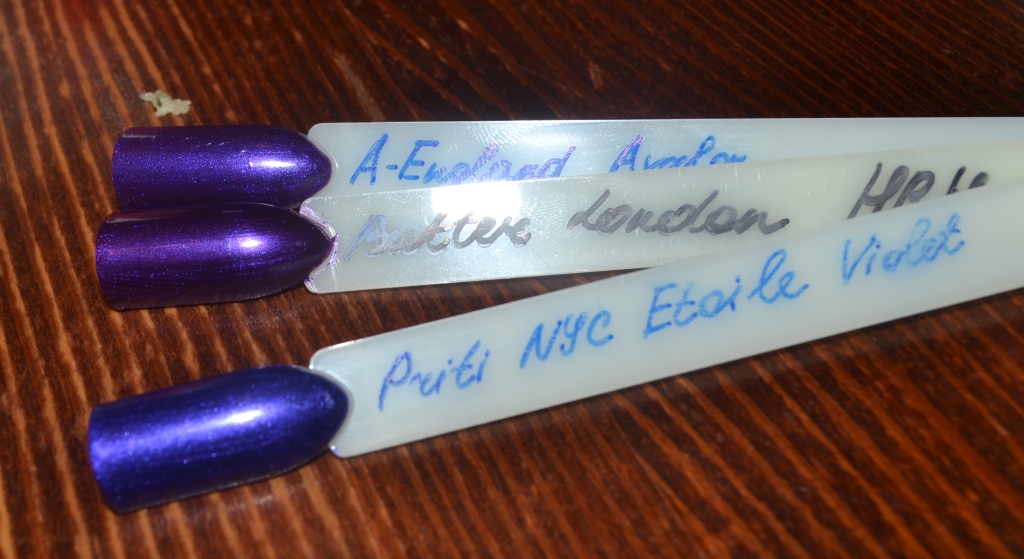 A-England Avalon
Butter London HRH
Priti NYC Etoile Violet